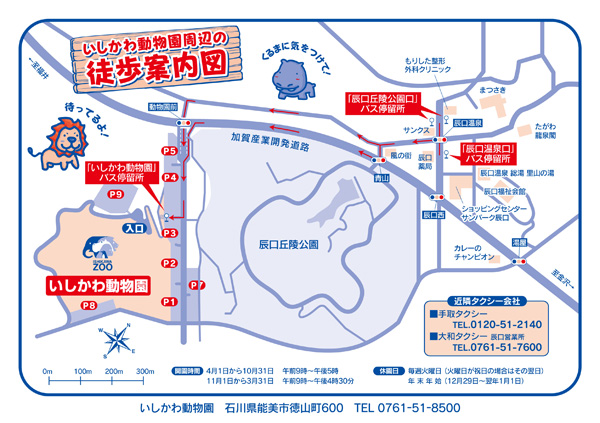 いしかわ動物園周辺の
徒歩案内図
くるまに気をつけて!
待ってるよ!
←至福井
動物園前
加賀産業開発道路
「いしかわ動物園」
バス停留所
P5
P4
P9
入口
P3
P2
P7
P1
P8
ISHIKAWA
ZOO
いしかわ動物園
辰口丘陵公園
もりした整形
外科クリニック
「辰口丘陵公園口」
バス停留所
サンクス
まつさき
辰口温泉
たがわ
龍泉閣
「辰口温泉口」
バス停留所
風の街
辰口
薬局
青山
辰口温泉 総湯 里山の湯
辰口福祉会館
ショッピングセンター
サンパーク辰口
辰口西
カレーの
チャンピオン
湯屋
至金沢→
近隣タクシー会社
■手取タクシー
TEL.0120-51-2140
■大和タクシー 辰口営業所
TEL.0761-51-7600
N
S
0m 100m 200m 300m
開園時間 4月1日から10月31日 午前9時〜午後5時
11月1日から3月31日 午前9時〜午後4時30分
休園日 毎週火曜日(火曜日が祝日の場合はその翌日)
年末年始(12月29日〜翌年1月1日)
いしかわ動物園 石川県能美市徳山町600 TEL 0761-51-8500